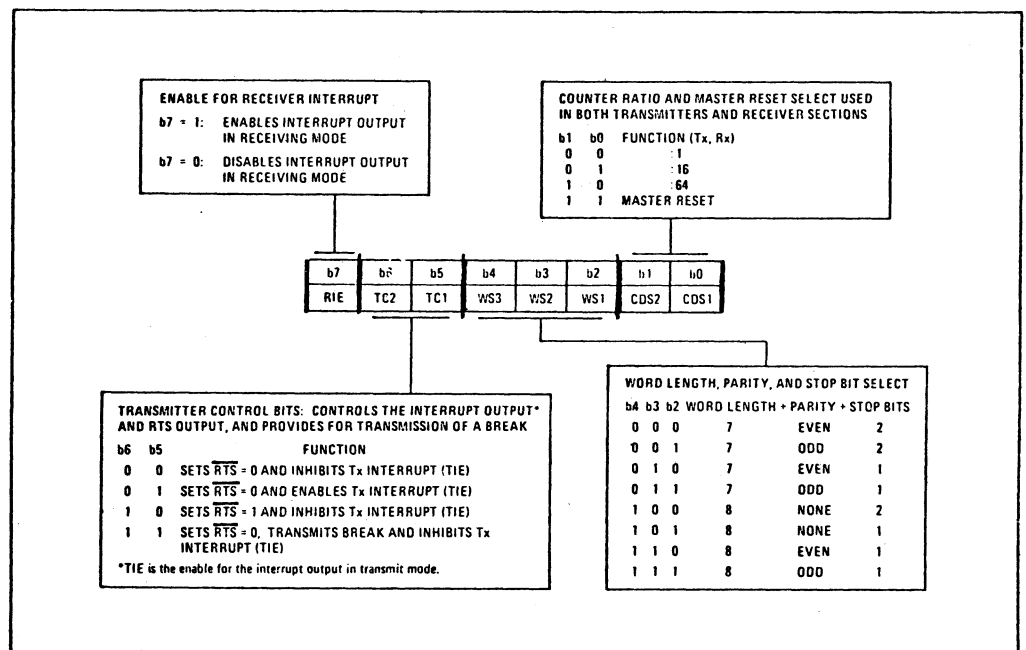 ENABLE FOR RECEIVER INTERRUPT
b7 = 1: ENABLES INTERRUPT OUTPUT
IN RECEIVING MODE
b7 = 0: DISABLES INTERRUPT OUTPUT
IN RECEIVING MODE
COUNTER RATIO AND MASTER RESET SELECT USED
IN BOTH TRANSMITTERS AND RECEIVER SECTIONS
b1 b0 FUNCTION (Tx, Rx)
0 0 :1
0 1 :16
1 0 :64
1 1 MASTER RESET
b7 b6 b5 b4 b3 b2 b1 b0
RIE TC2 TC1 WS3 WS2 WS1 CDS2 CDS1
TRANSMITTER CONTROL BITS: CONTROLS THE INTERRUPT OUTPUT*
AND RTS OUTPUT, AND PROVIDES FOR TRANSMISSION OF A BREAK
b6 b5 FUNCTION
0 0 SETS RTS = 0 AND INHIBITS Tx INTERRUPT (TIE)
0 1 SETS RTS = 0 AND ENABLES Tx INTERRUPT (TIE)
1 0 SETS RTS = 1 AND INHIBITS Tx INTERRUPT (TIE)
1 1 SETS RTS = 0, TRANSMITS BREAK AND INHIBITS Tx
INTERRUPT (TIE)
*TIE is the enable for the interrupt output in transmit mode.
WORD LENGTH, PARITY, AND STOP BIT SELECT
b4 b3 b2 WORD LENGTH + PARITY + STOP BITS
0 0 0 7 EVEN 2
0 0 1 7 ODD 2
0 1 0 7 EVEN 1
0 1 1 7 ODD 1
1 0 0 8 NONE 2
1 0 1 8 NONE 1
1 1 0 8 EVEN 1
1 1 1 8 ODD 1